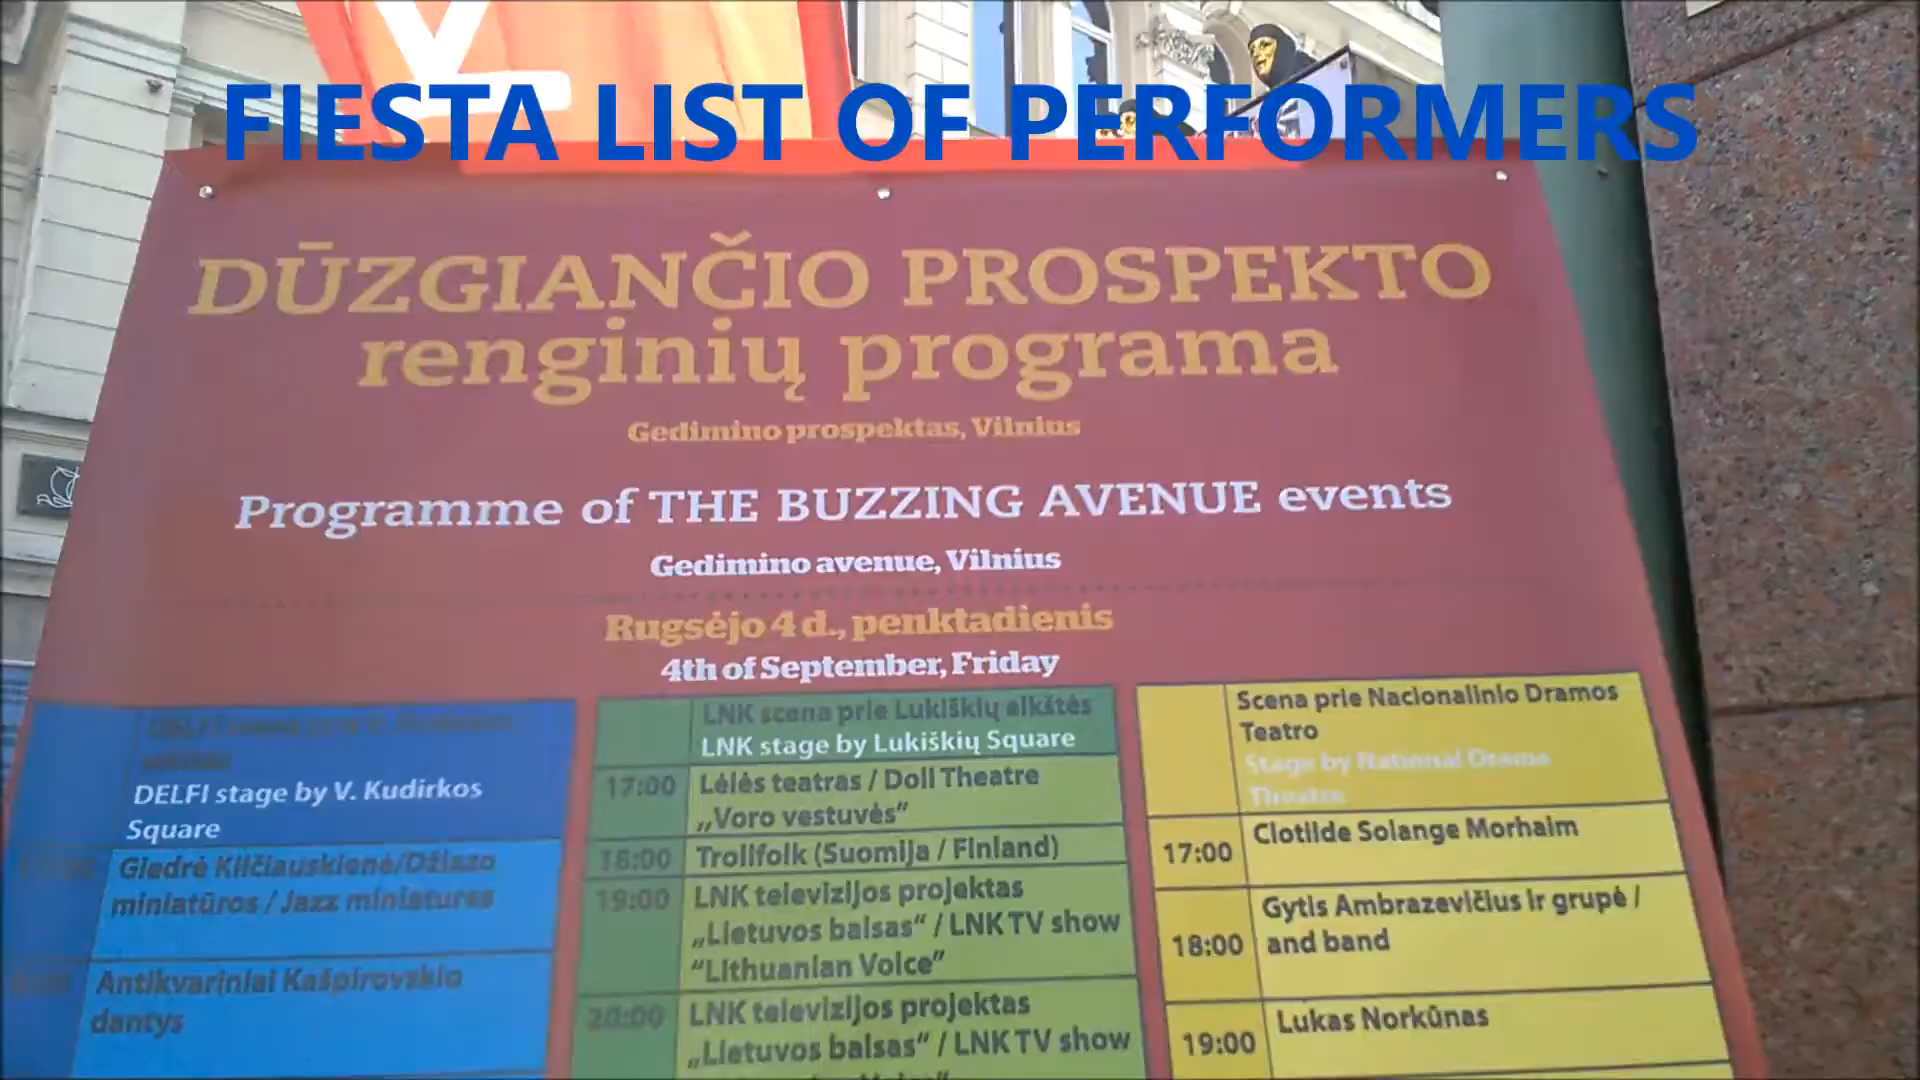 FIESTA LIST OF PERFORMERS
DŪZGIANČIO PROSPEKTO
renginių programa
Gedimino prospektas, Vilnius
Programme of THE BUZZING AVENUE events
Gedimino avenue, Vilnius
Rugsėjo 4 d., penktadienis
4th of September, Friday
DELFI stage by V. Kudirkos
Square
Giedrė Kilčiauskienė/Džiazo
miniatūros / Jazz miniatures
Antikvariniai Kašpirovskio
dantys
LNK scena prie Lukiškių aikštės
LNK stage by Lukiškių Square
17:00 Lėlės teatras / Doll Theatre
„Voro vestuvės"
18:00 Trollfolk (Suomija / Finland)
19:00 LNK televizijos projektas
„Lietuvos balsas“ / LNK TV show
“Lithuanian Voice”
20:00 LNK televizijos projektas
„Lietuvos balsas“ / LNK TV show
Scena prie Nacionalinio Dramos
Teatro
Stage by National Drama
Theatre
17:00 Clotilde Solange Morhaim
18:00 Gytis Ambrazevičius ir grupė /
and band
19:00 Lukas Norkūnas